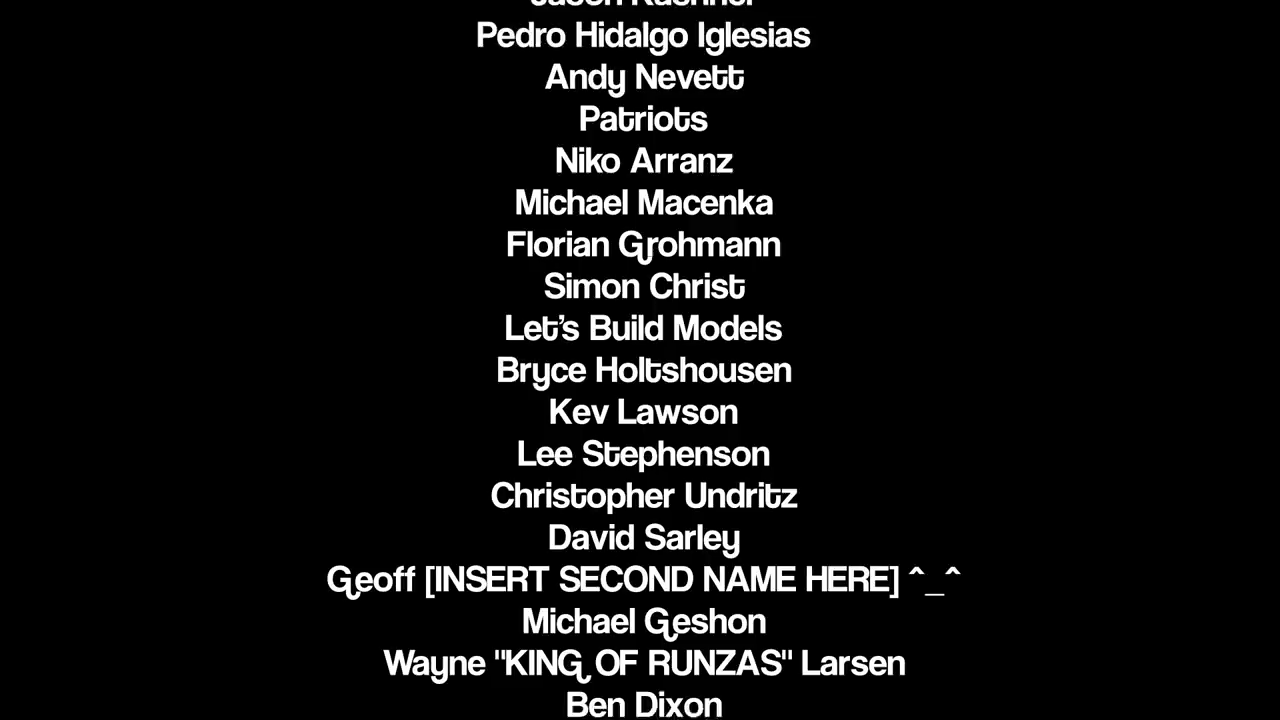 Pedro Hidalgo Iglesias
Andy Nevett
Patriots
Niko Arranz
Michael Macenka
Florian Grohmann
Simon Christ
Let's Build Models
Bryce Holtshousen
Kev Lawson
Lee Stephenson
Christopher Undritz
David Sarley
Geoff [INSERT SECOND NAME HERE] ^_^
Michael Geshon
Wayne "KING OF RUNZAS" Larsen
Ben Dixon